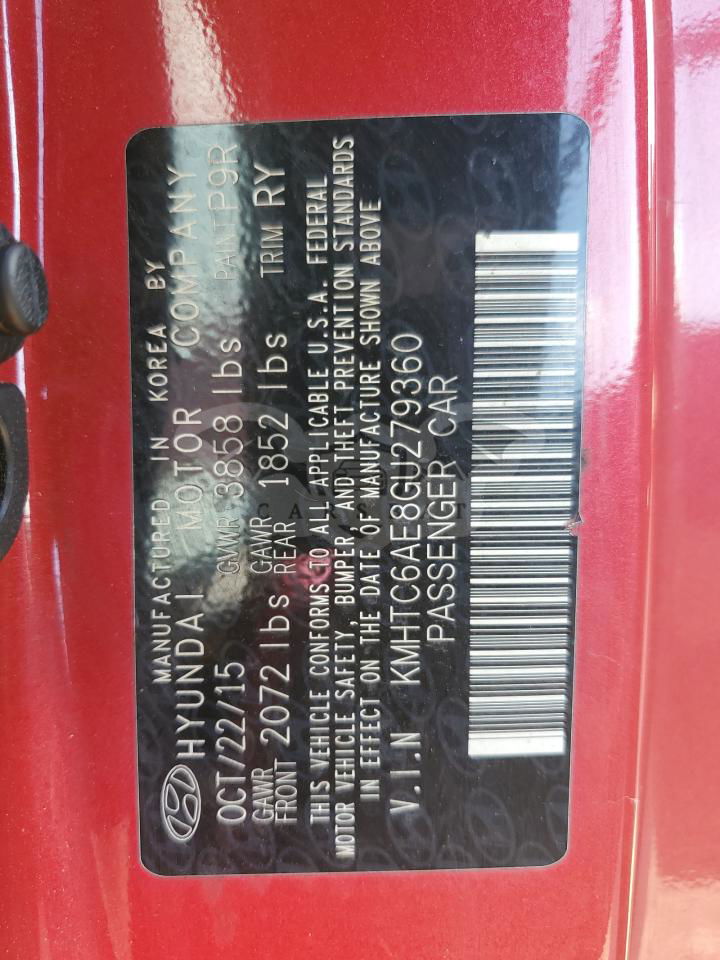 MANUFACTURED IN KOREA BY
HYUNDAI MOTOR COMPANY
OCT/22/15 GVWR 3858 lbs PAINT P9R
GAWR FRONT 2072 lbs GAWR REAR 1852 lbs TRIM RY
THIS VEHICLE CONFORMS TO ALL APPLICABLE U.S.A. FEDERAL
MOTOR VEHICLE SAFETY, BUMPER, AND THEFT PREVENTION STANDARDS
IN EFFECT ON THE DATE OF MANUFACTURE SHOWN ABOVE
V.I.N KMHTC6AE8GU279360
PASSENGER CAR